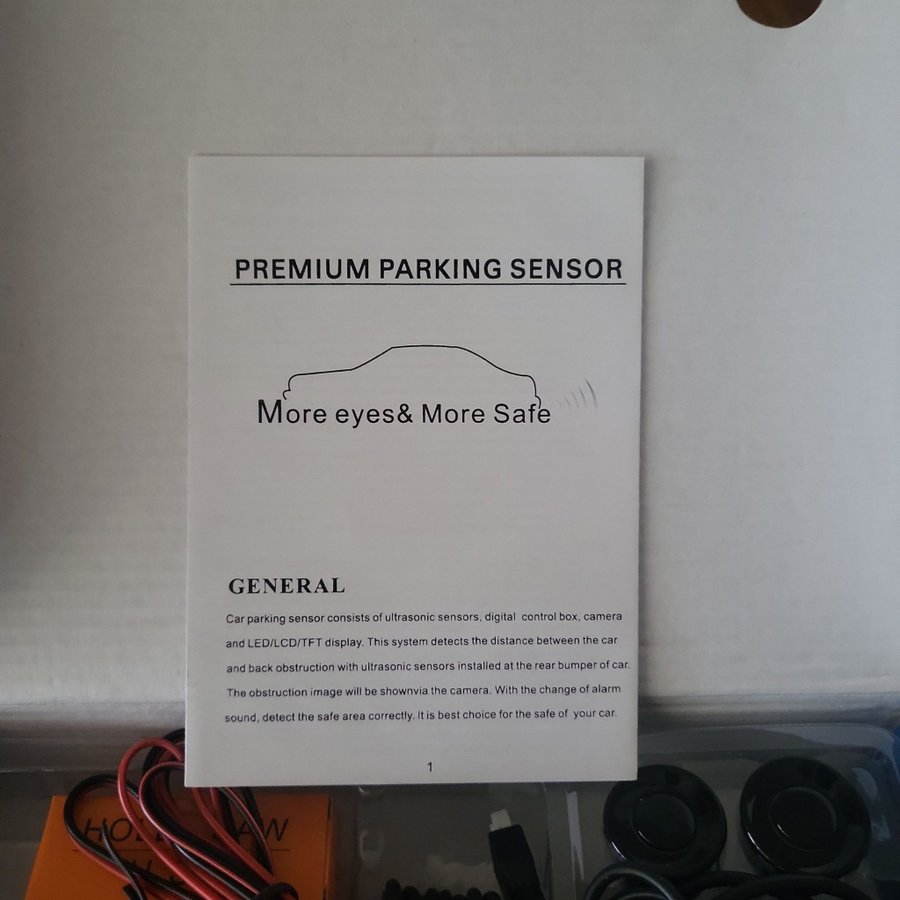 PREMIUM PARKING SENSOR
More eyes& More Safe
GENERAL
Car parking sensor consists of ultrasonic sensors, digital control box, camera
and LED/LCD/TFT display. This system detects the distance between the car
and back obstruction with ultrasonic sensors installed at the rear bumper of car.
The obstruction image will be shownvia the camera. With the change of alarm
sound, detect the safe area correctly. It is best choice for the safe of your car.
1
HOLE SAW